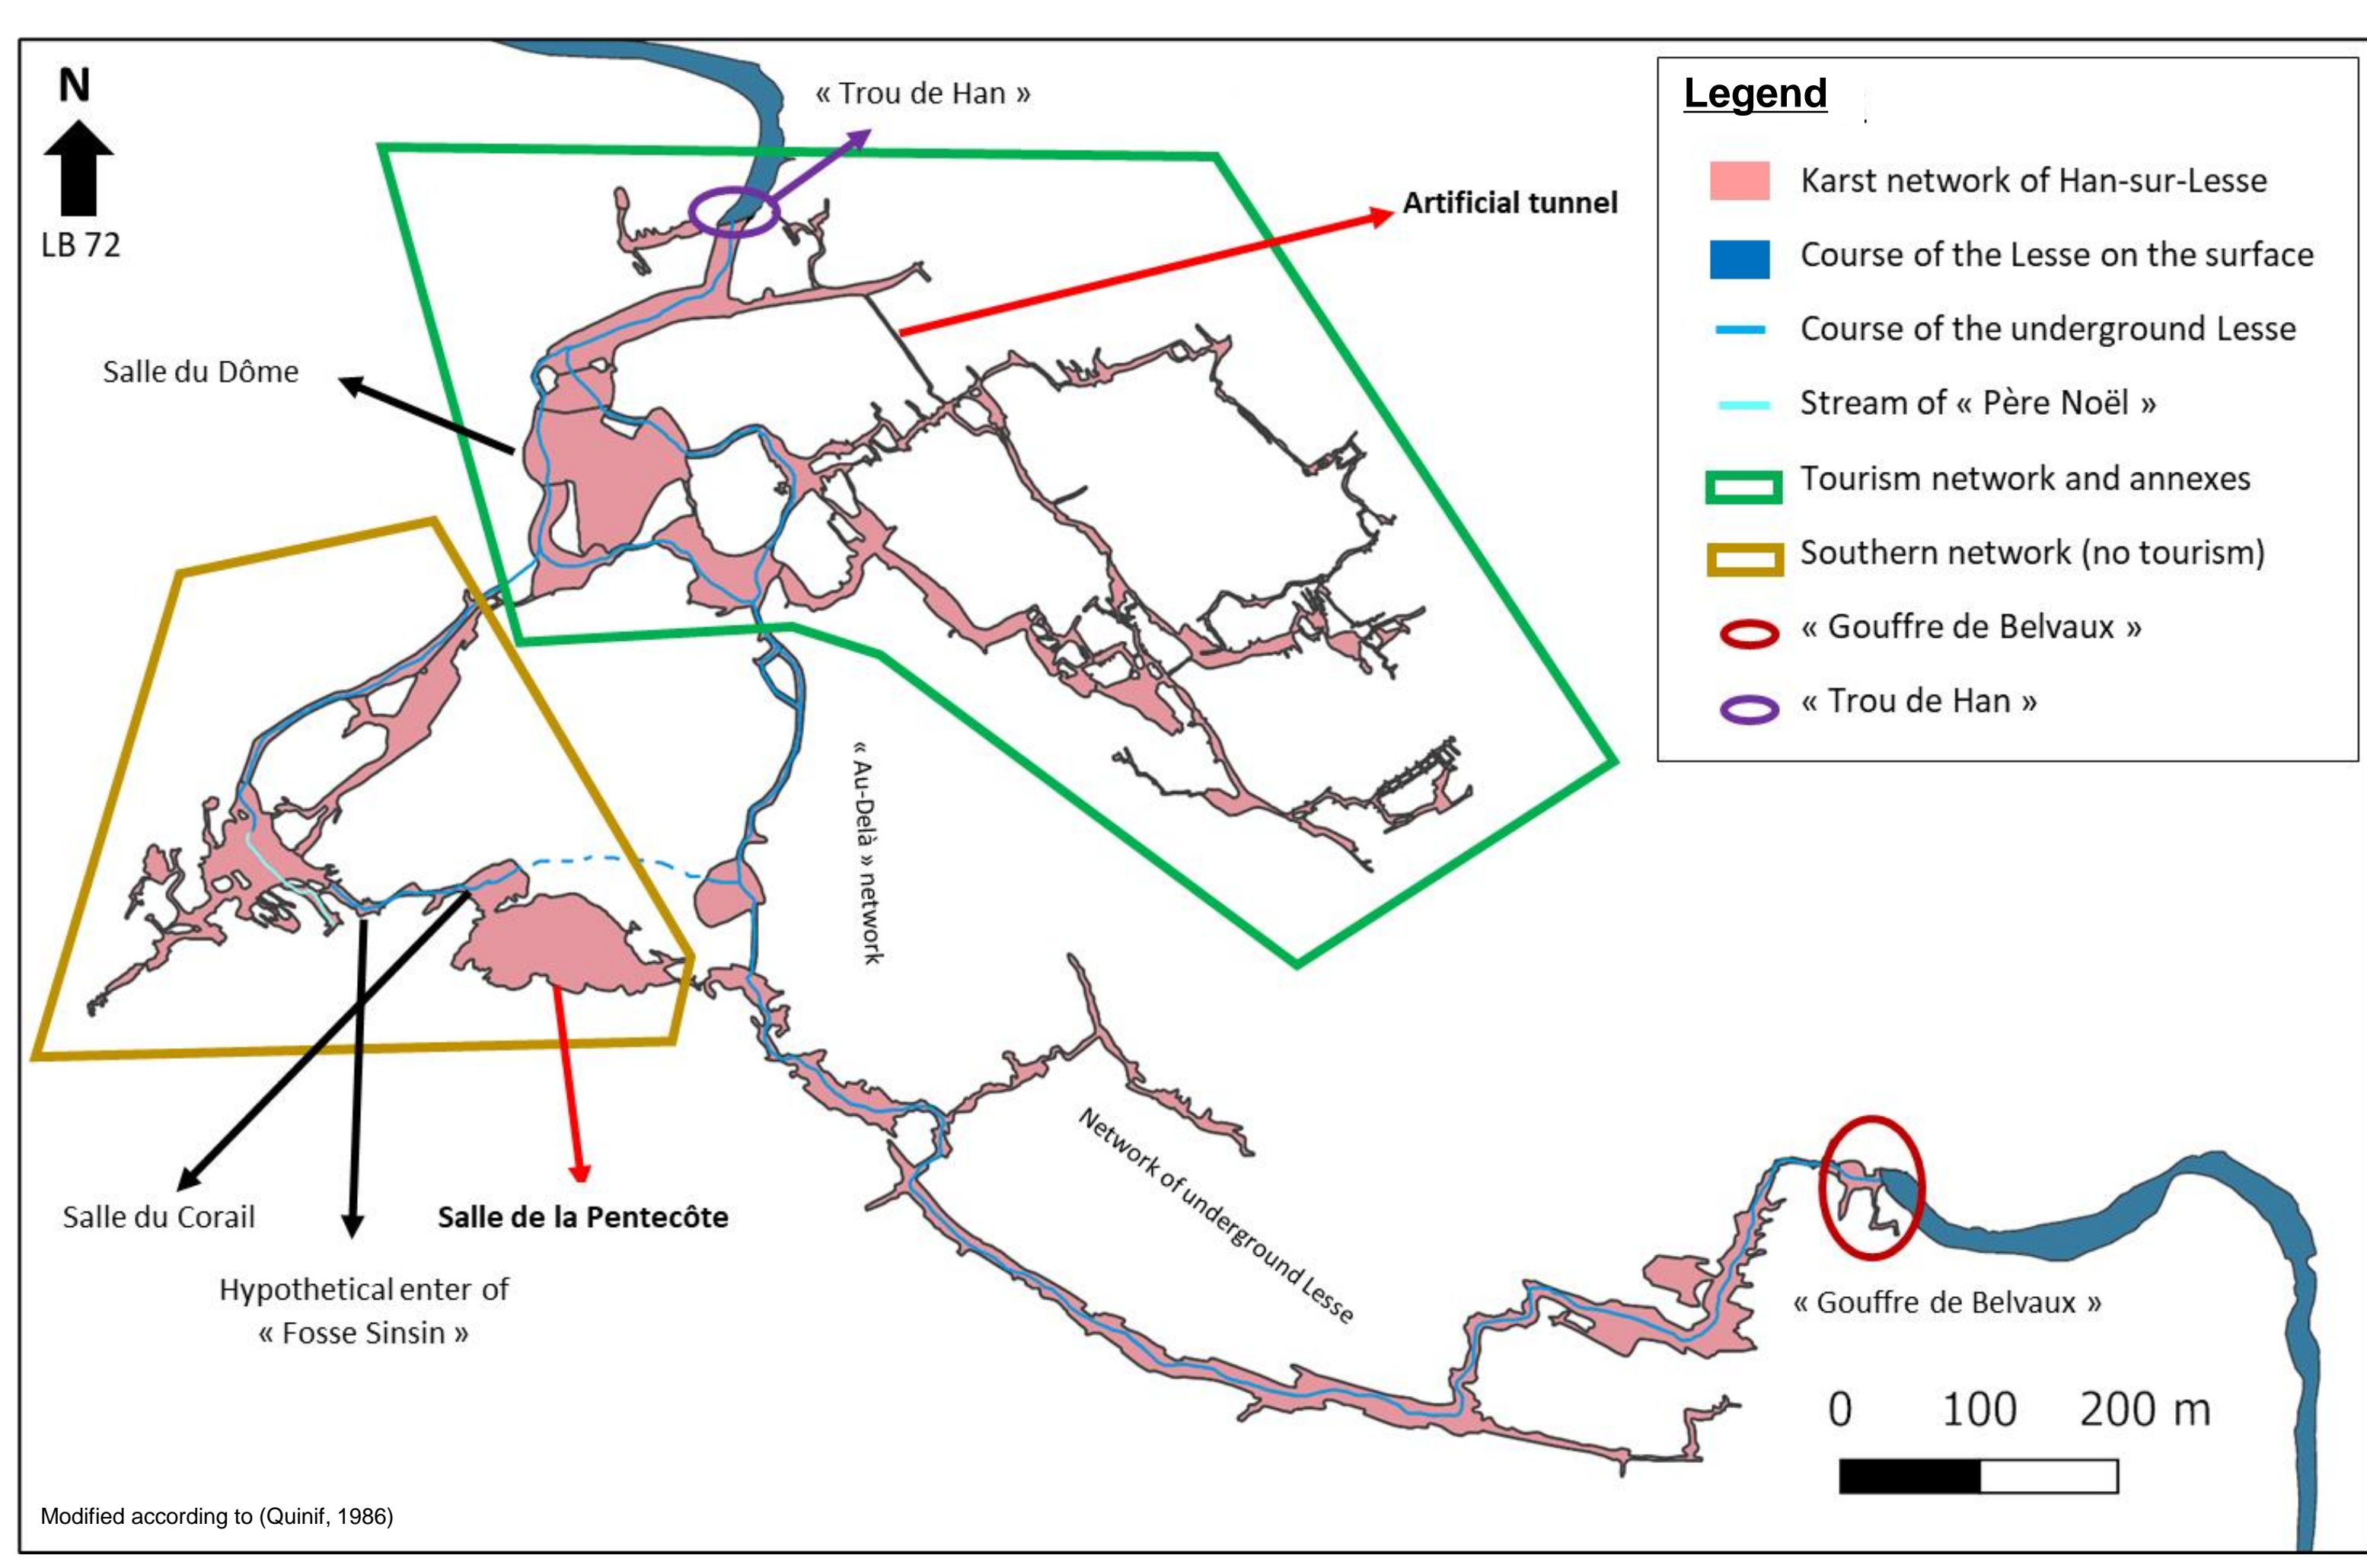 N
LB 72
« Trou de Han »
Artificial tunnel
Salle du Dôme
Legend
Karst network of Han-sur-Lesse
Course of the Lesse on the surface
Course of the underground Lesse
Stream of « Père Noël »
Tourism network and annexes
Southern network (no tourism)
« Gouffre de Belvaux »
« Trou de Han »
« Au-Delà » network
Network of underground Lesse
Salle du Corail
Salle de la Pentecôte
Hypothetical enter of
« Fosse Sinsin »
« Gouffre de Belvaux »
0 100 200 m
Modified according to (Quinif, 1986)